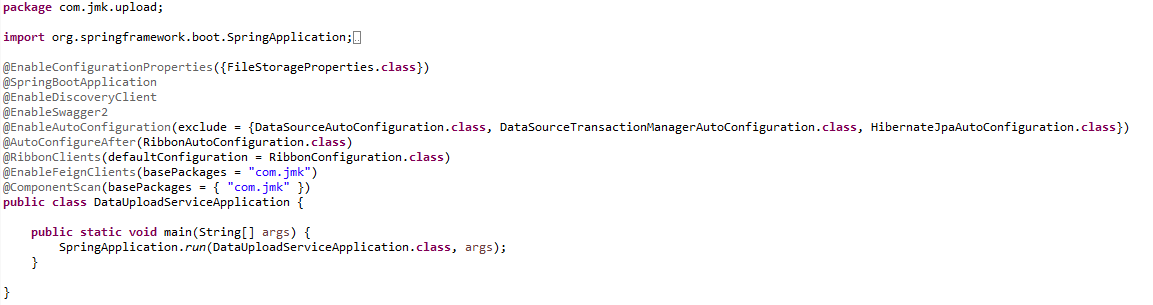 package com.jmk.upload;
import org.springframework.boot.SpringApplication;
@EnableConfigurationProperties({FileStorageProperties.class})
@SpringBootApplication
@EnableDiscoveryClient
@EnableSwagger2
@EnableAutoConfiguration(exclude = {DataSourceAutoConfiguration.class, DataSourceTransactionManagerAutoConfiguration.class, HibernateJpaAutoConfiguration.class})
@AutoConfigureAfter(RibbonAutoConfiguration.class)
@RibbonClients(defaultConfiguration = RibbonConfiguration.class)
@EnableFeignClients(basePackages = "com.jmk")
@ComponentScan(basePackages = { "com.jmk" })
public class DataUploadServiceApplication {
    public static void main(String[] args) {
        SpringApplication.run(DataUploadServiceApplication.class, args);
    }
}